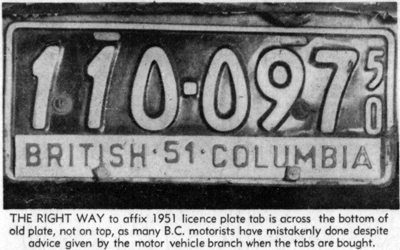 110·097 50
BRITISH·51·COLUMBIA
THE RIGHT WAY to affix 1951 licence plate tab is across the bottom of
old plate, not on top, as many B.C. motorists have mistakenly done despite
advice given by the motor vehicle branch when the tabs are bought.